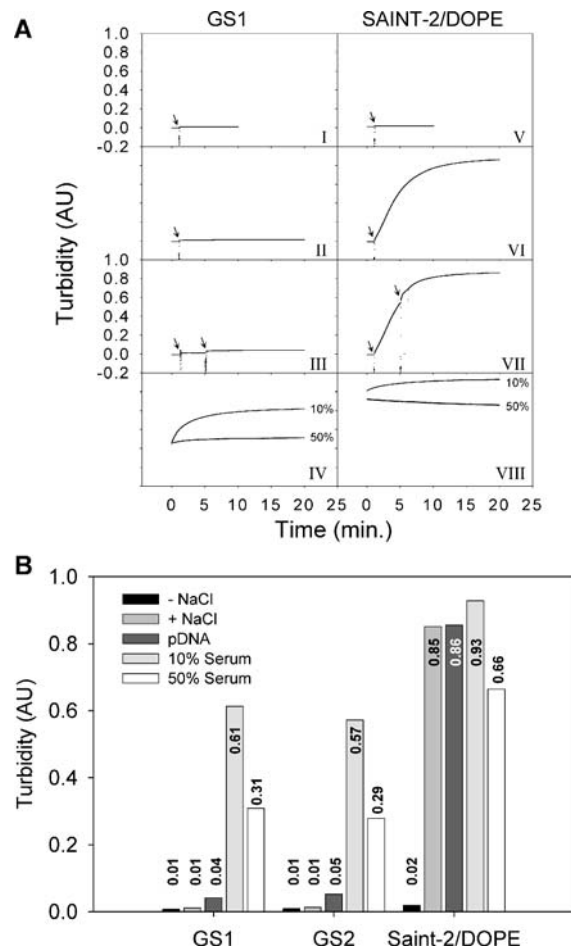 A
GS1 SAINT-2/DOPE
1.0
0.8
0.6
0.4
0.2
0.0
-0.2
I V
II VI
1.0
0.8
0.6
0.4
0.2
0.0
-0.2
III VII
10%
50%
IV
10%
50%
VIII
Turbidity (AU)
0 5 10 15 20 25 0 5 10 15 20 25
Time (min.)
B
1.0
0.8
0.6
0.4
0.2
0.0
Turbidity (AU)
- NaCl
+ NaCl
pDNA
10% Serum
50% Serum
0.01 0.01 0.04 0.61 0.31
0.01 0.01 0.05 0.57 0.29
0.02 0.85 0.86 0.93 0.66
GS1 GS2 Saint-2/DOPE